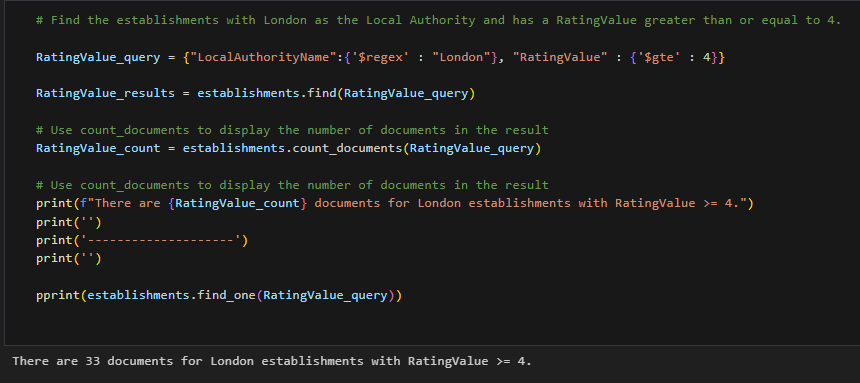 # Find the establishments with London as the Local Authority and has a RatingValue greater than or equal to 4.
RatingValue_query = {"LocalAuthorityName":{'$regex' : "London"}, "RatingValue" : {'$gte' : 4}}
RatingValue_results = establishments.find(RatingValue_query)
# Use count_documents to display the number of documents in the result
RatingValue_count = establishments.count_documents(RatingValue_query)
# Use count_documents to display the number of documents in the result
print(f"There are {RatingValue_count} documents for London establishments with RatingValue >= 4.")
print('')
print('--------------------')
print('')
pprint(establishments.find_one(RatingValue_query))
There are 33 documents for London establishments with RatingValue >= 4.